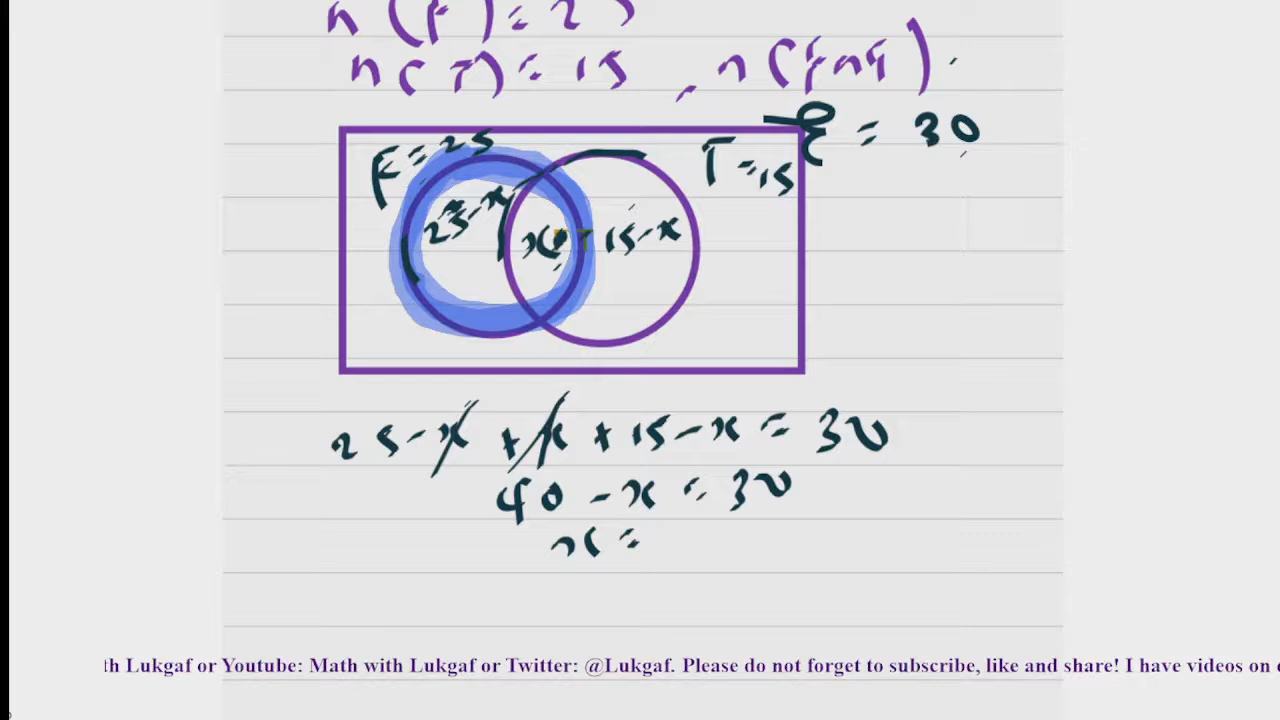 n(F) = 25
n(T) = 15, n(FnT)
ξ = 30
F = 25
T = 15
25-x
x
15-x
25-x + x + 15-x = 30
40 - x = 30
x =
th Lukgaf or Youtube: Math with Lukgaf or Twitter: @Lukgaf. Please do not forget to subscribe, like and share! I have videos on